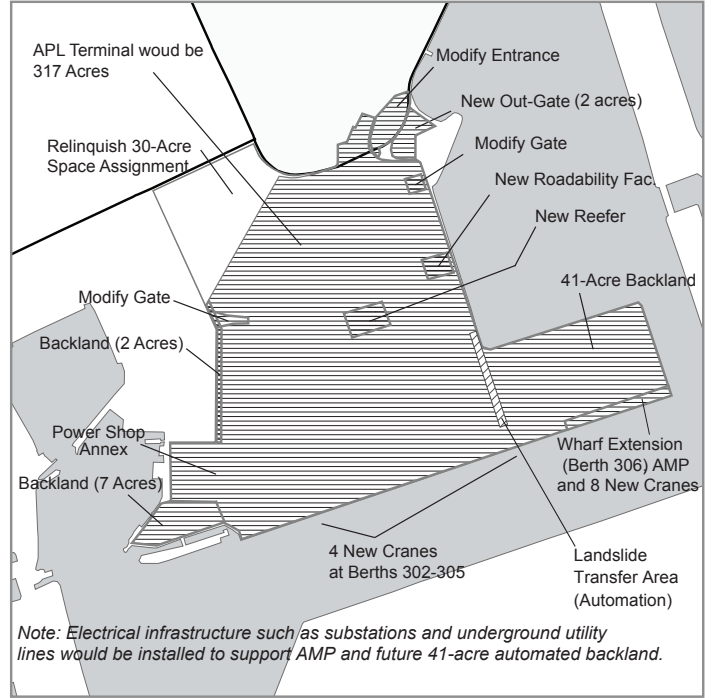 APL Terminal woud be
317 Acres
Modify Entrance
New Out-Gate (2 acres)
Relinquish 30-Acre
Space Assignment
Modify Gate
New Roadability Fac.
New Reefer
41-Acre Backland
Modify Gate
Backland (2 Acres)
Power Shop
Annex
Backland (7 Acres)
Wharf Extension
(Berth 306) AMP
and 8 New Cranes
4 New Cranes
at Berths 302-305
Landslide
Transfer Area
(Automation)
Note: Electrical infrastructure such as substations and underground utility
lines would be installed to support AMP and future 41-acre automated backland.